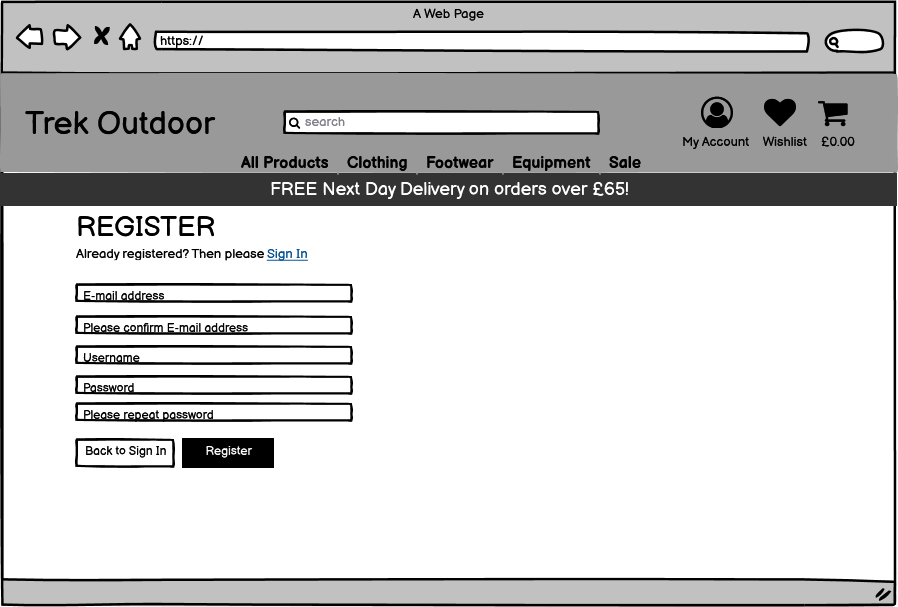 A Web Page
https://
Trek Outdoor
search
My Account Wishlist £0.00
All Products Clothing Footwear Equipment Sale
FREE Next Day Delivery on orders over £65!
REGISTER
Already registered? Then please Sign In
E-mail address
Please confirm E-mail address
Username
Password
Please repeat password
Back to Sign In Register